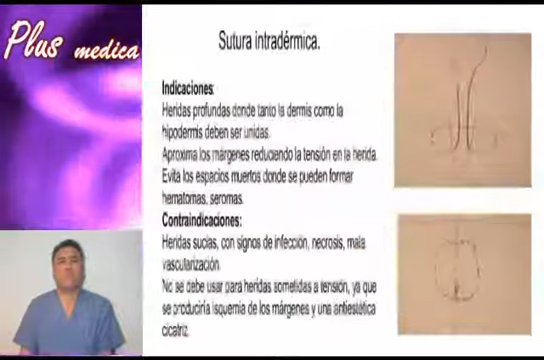 Plus medica
Sutura intradérmica.
Indicaciones:
Heridas profundas donde tanto la dermis como la
hipodermis deben ser unidas.
Aproxima los márgenes reduciendo la tensión en la herida.
Evita los espacios muertos donde se pueden formar
hematomas, seromas.
Contraindicaciones:
Heridas sucias, con signos de infección, necrosis, mala
vascularización.
No se debe usar para heridas sometidas a tensión, ya que
se produciría isquemia de los márgenes y una antiestética
cicatriz.